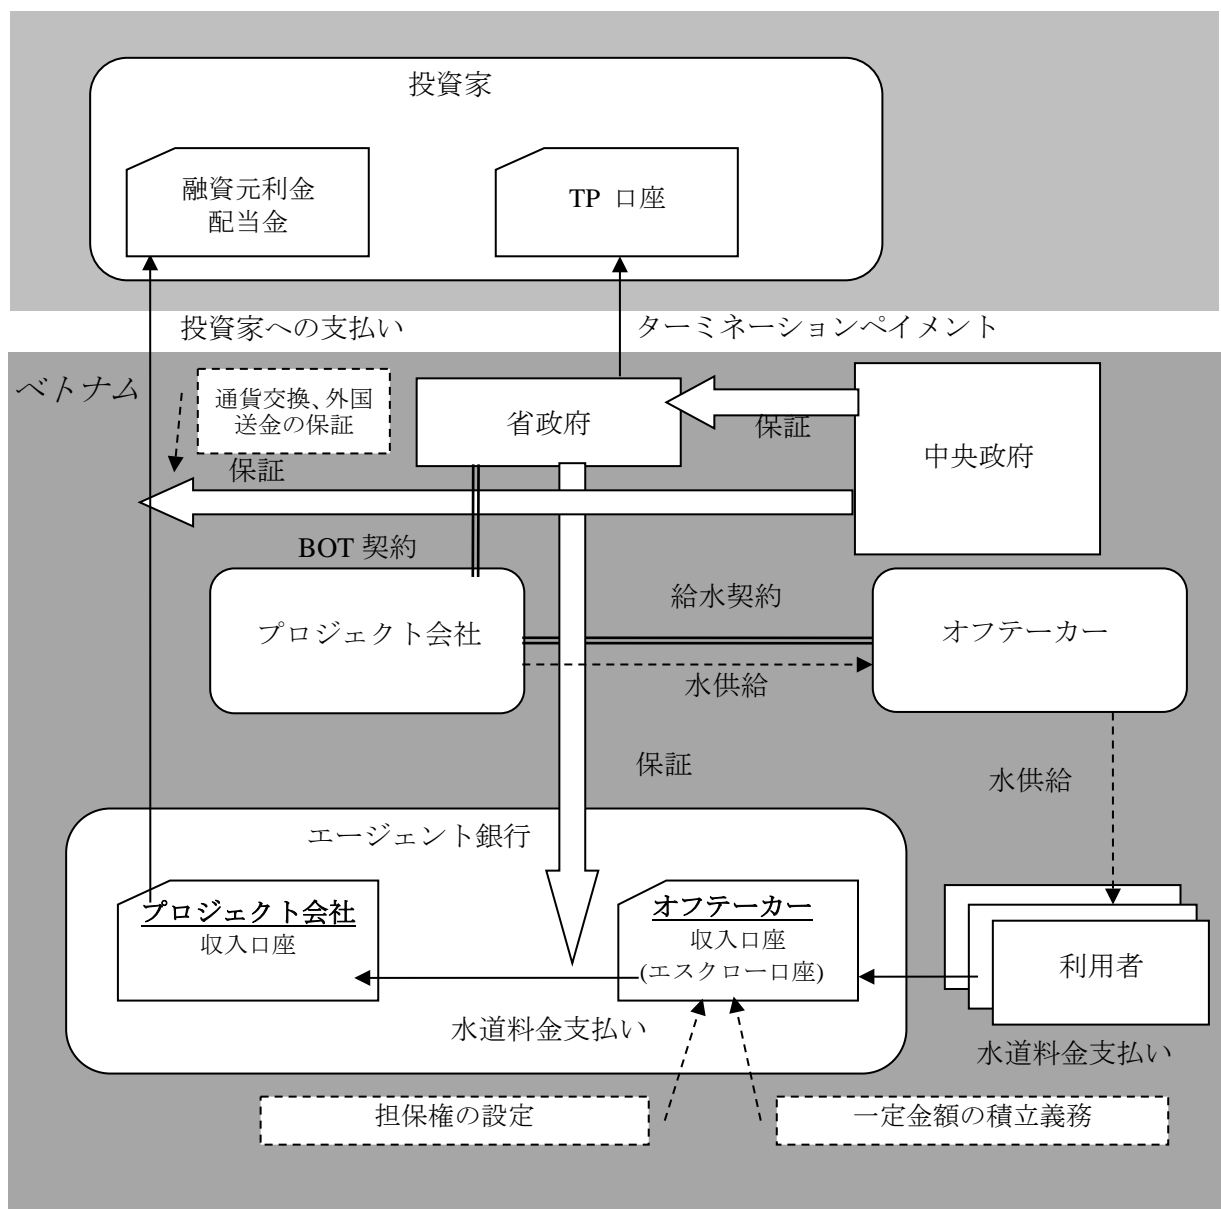 投資家
融資元利金
配当金
TP 口座
投資家への支払い
ターミネーションペイメント
ベトナム
通貨交換、外国
送金の保証
省政府
保証
中央政府
保証
BOT 契約
給水契約
プロジェクト会社
オフテーカー
水供給
保証
水供給
エージェント銀行
プロジェクト会社
収入口座
オフテーカー
収入口座
(エスクロー口座)
利用者
水道料金支払い
水道料金支払い
担保権の設定
一定金額の積立義務